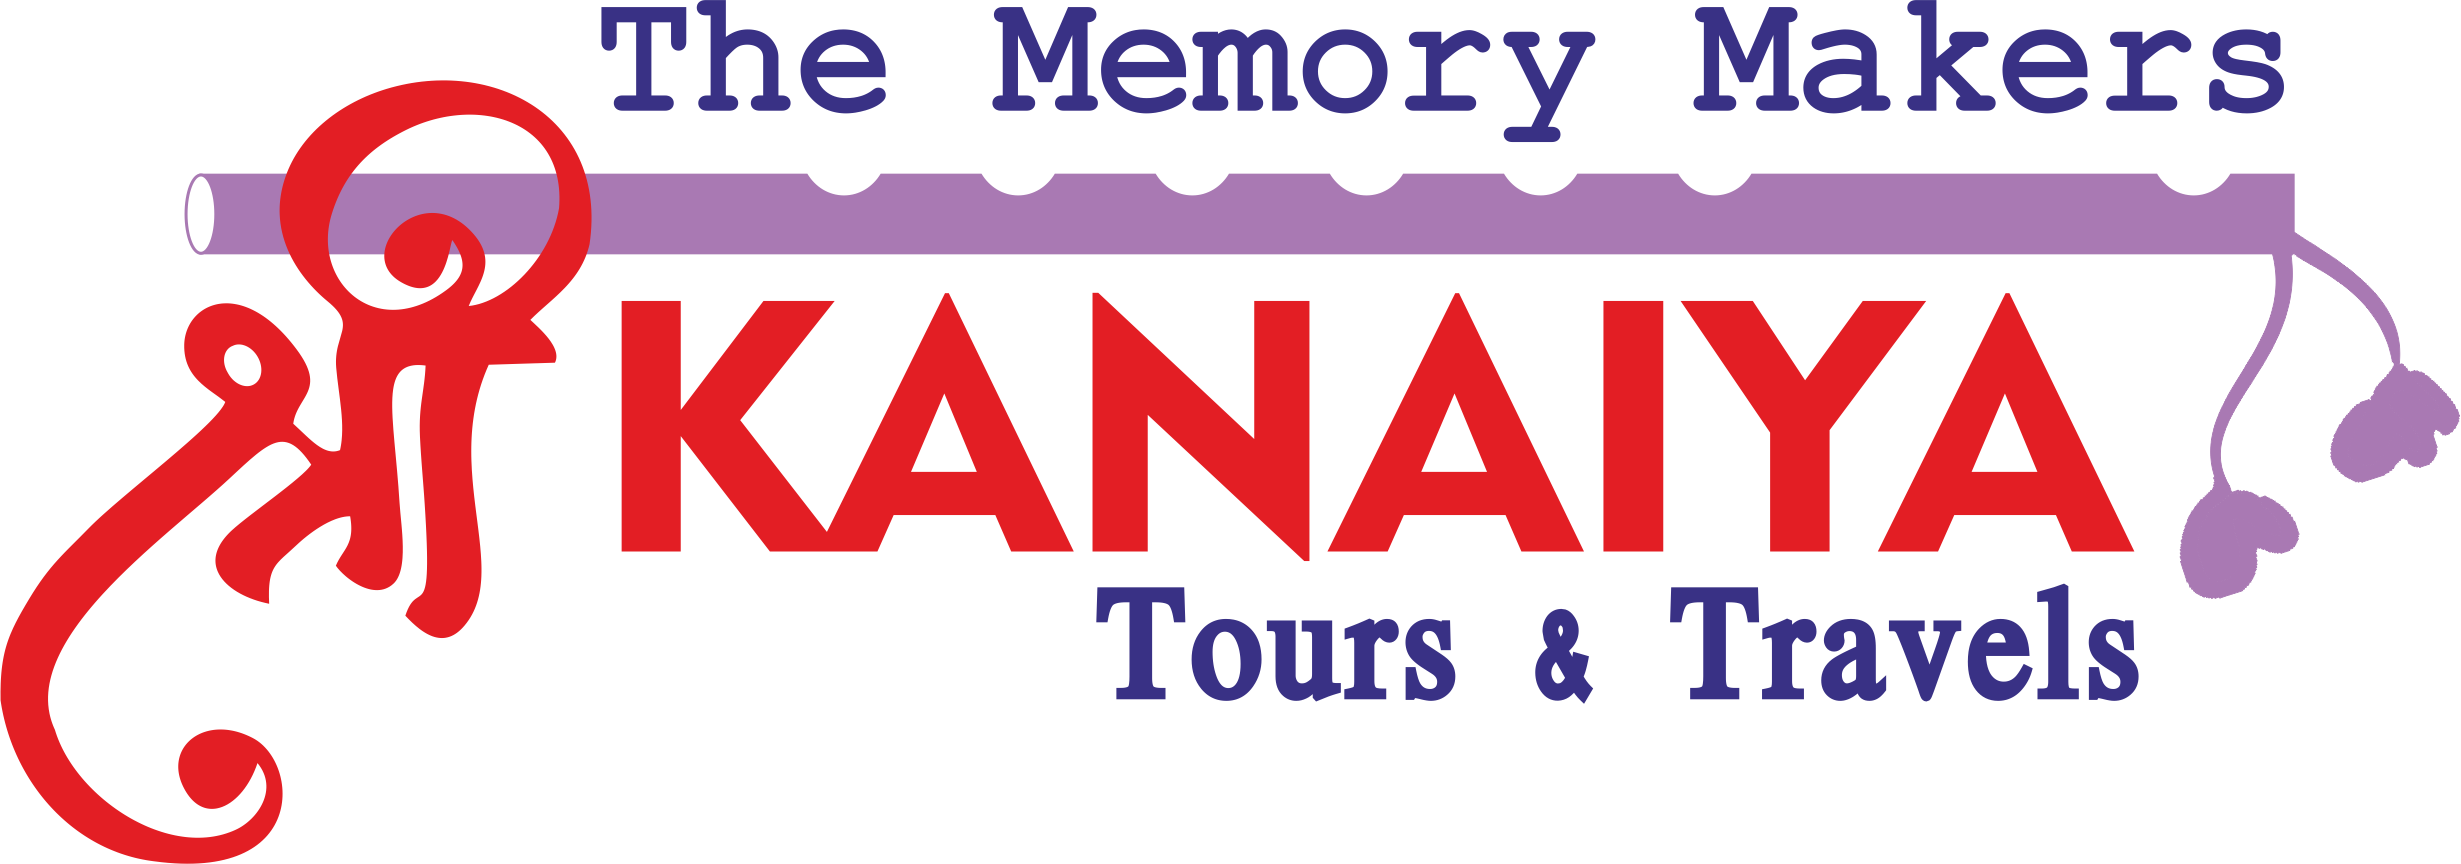 The Memory Makers
श्री KANAIYA
Tours & Travels